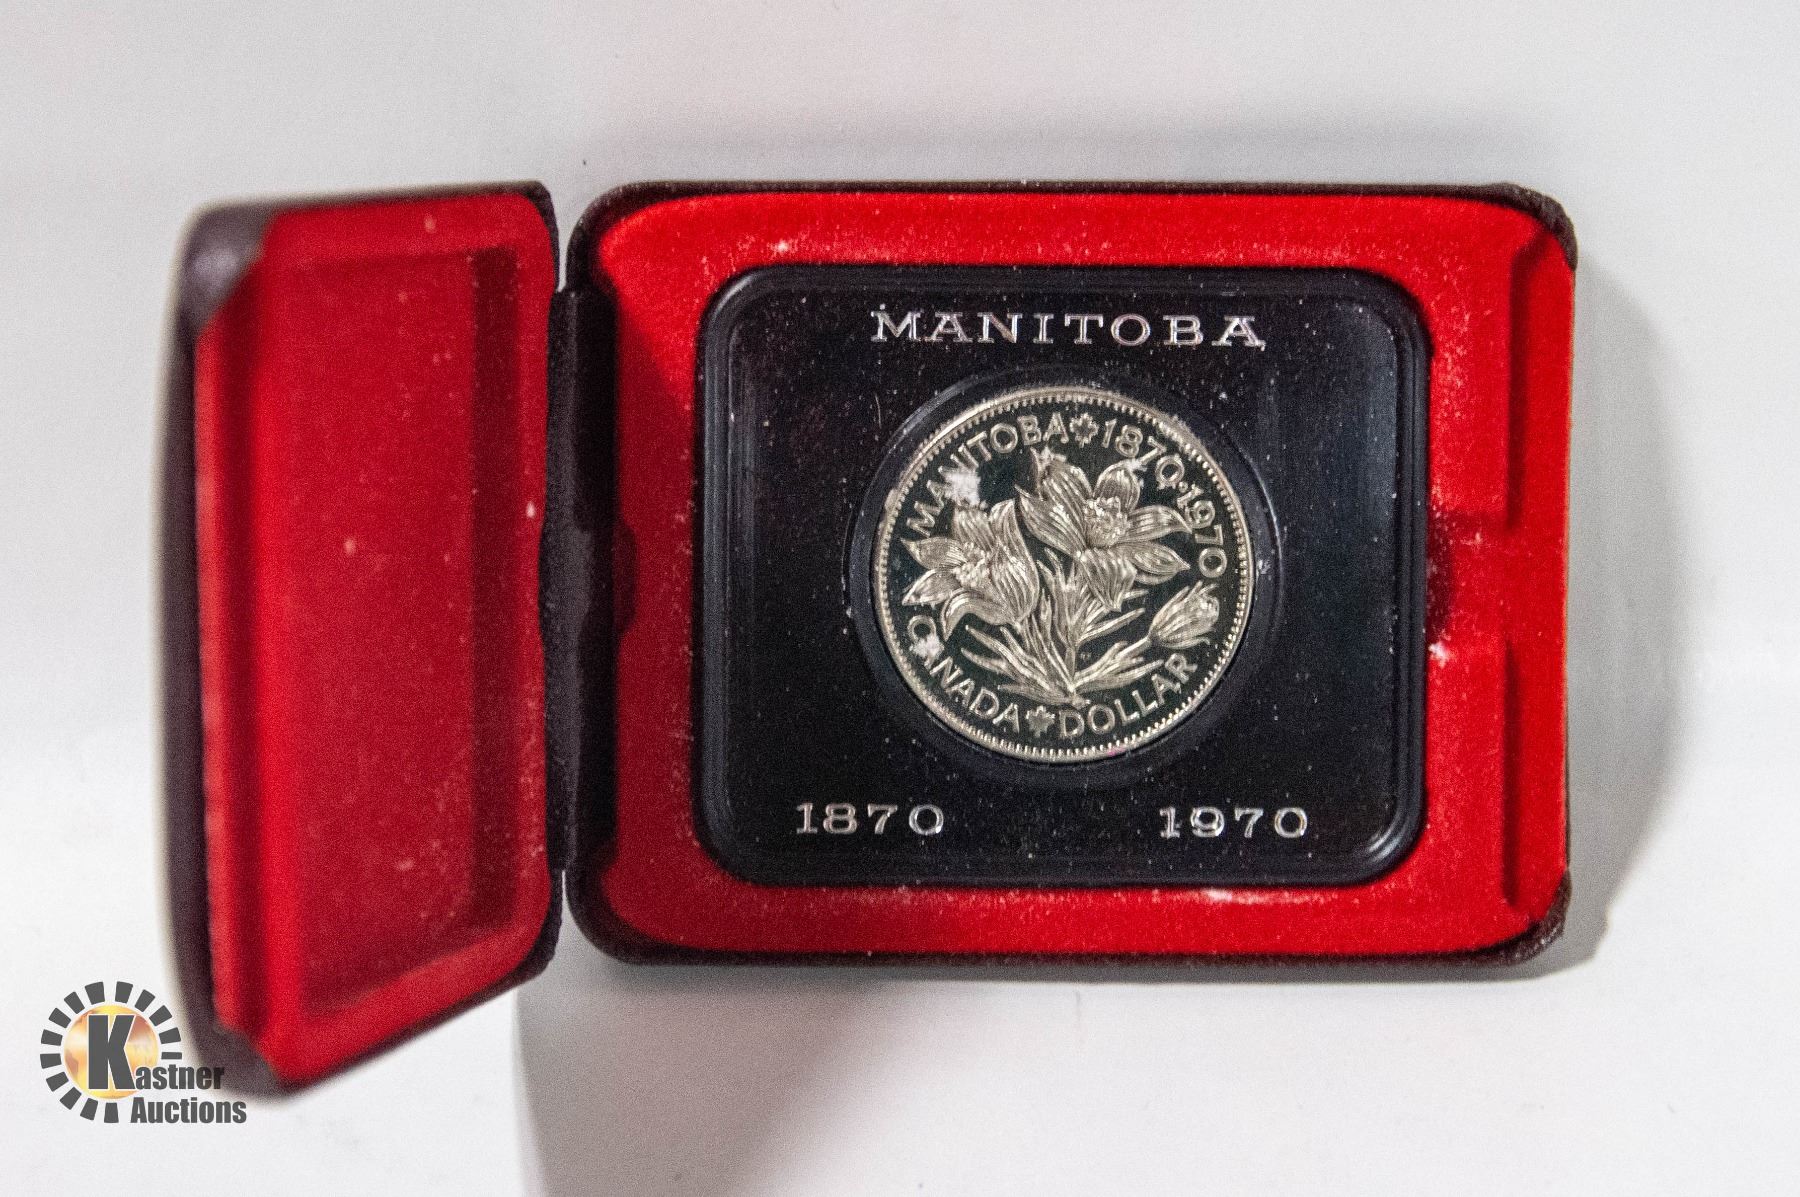 MANITOBA
MANITOBA 1870·1970
CANADA DOLLAR
1870 1970
Kastner
Auctions